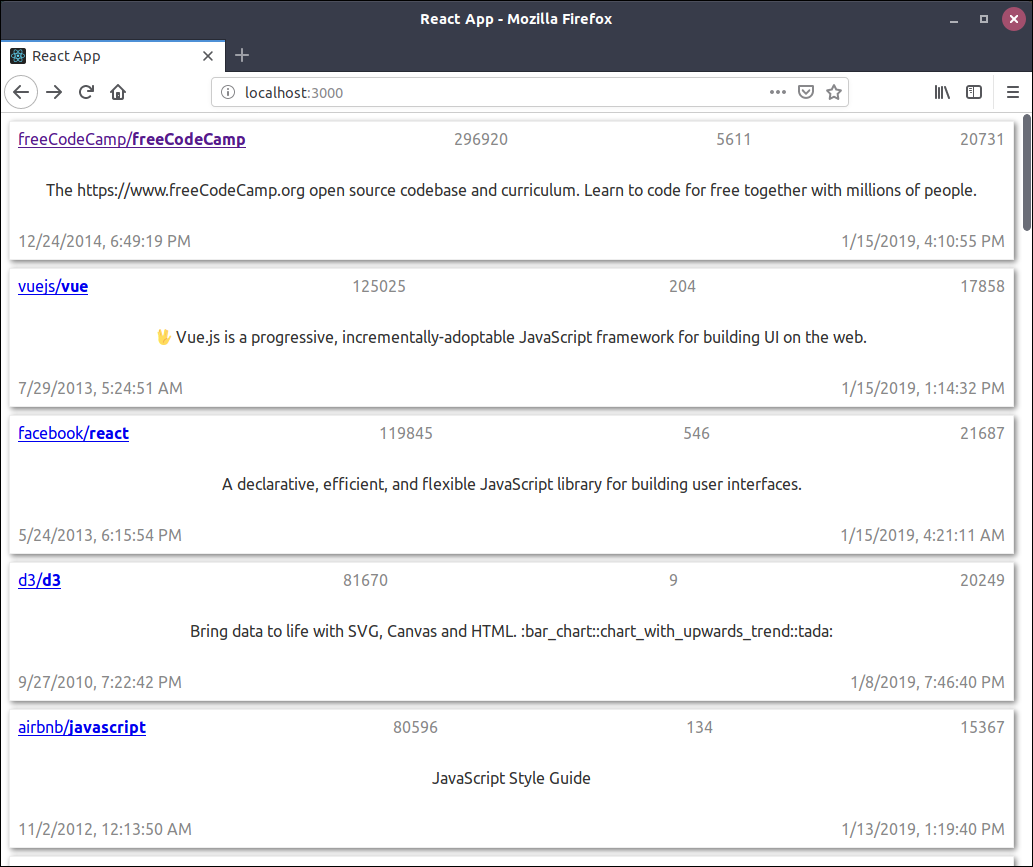 React App - Mozilla Firefox
React App
localhost:3000
freeCodeCamp/freeCodeCamp 296920 5611 20731
The https://www.freeCodeCamp.org open source codebase and curriculum. Learn to code for free together with millions of people.
12/24/2014, 6:49:19 PM 1/15/2019, 4:10:55 PM
vuejs/vue 125025 204 17858
🖖 Vue.js is a progressive, incrementally-adoptable JavaScript framework for building UI on the web.
7/29/2013, 5:24:51 AM 1/15/2019, 1:14:32 PM
facebook/react 119845 546 21687
A declarative, efficient, and flexible JavaScript library for building user interfaces.
5/24/2013, 6:15:54 PM 1/15/2019, 4:21:11 AM
d3/d3 81670 9 20249
Bring data to life with SVG, Canvas and HTML. :bar_chart::chart_with_upwards_trend::tada:
9/27/2010, 7:22:42 PM 1/8/2019, 7:46:40 PM
airbnb/javascript 80596 134 15367
JavaScript Style Guide
11/2/2012, 12:13:50 AM 1/13/2019, 1:19:40 PM